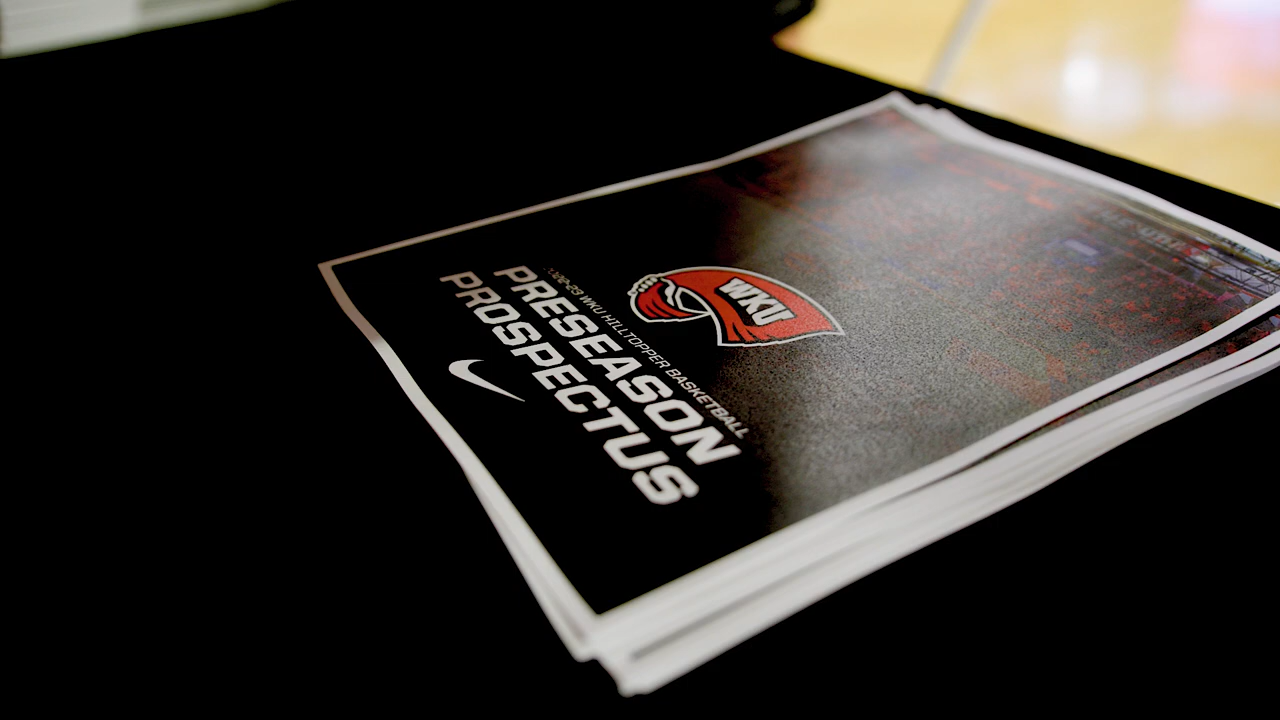 WKU
2022-23 WKU HILLTOPPER BASKETBALL
PRESEASON
PROSPECTUS